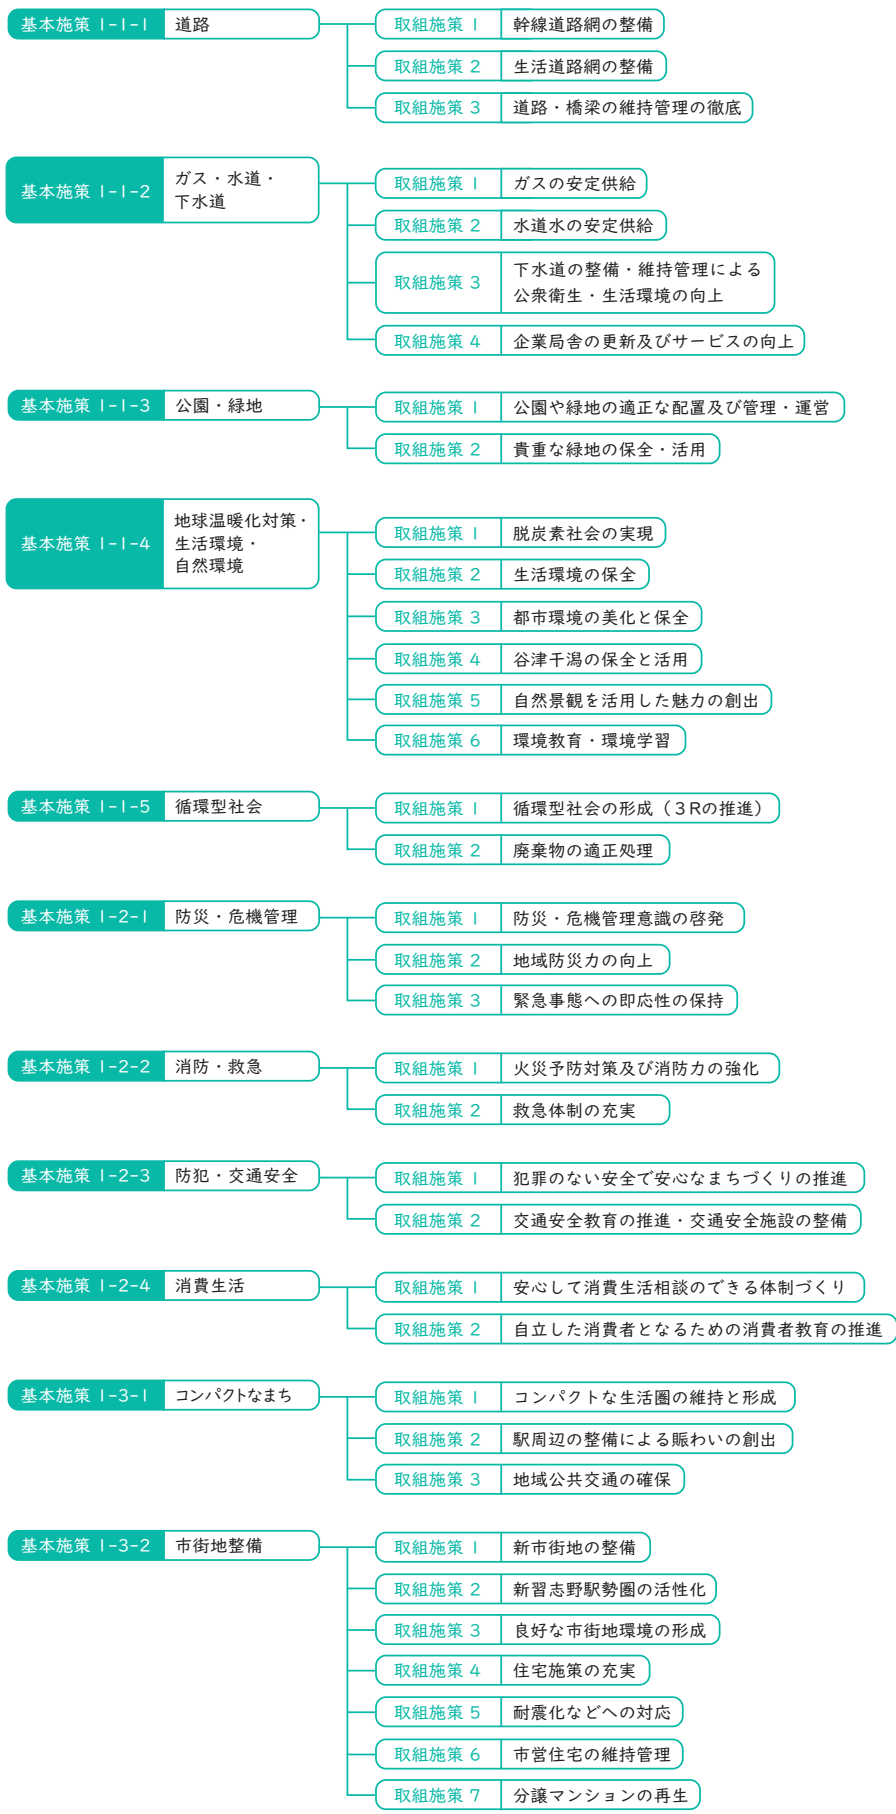 基本施策 1-1-1 道路
取組施策 1 幹線道路網の整備
取組施策 2 生活道路網の整備
取組施策 3 道路・橋梁の維持管理の徹底
基本施策 1-1-2 ガス・水道・
下水道
取組施策 1 ガスの安定供給
取組施策 2 水道水の安定供給
取組施策 3 下水道の整備・維持管理による
公衆衛生・生活環境の向上
取組施策 4 企業局舎の更新及びサービスの向上
基本施策 1-1-3 公園・緑地
取組施策 1 公園や緑地の適正な配置及び管理・運営
取組施策 2 貴重な緑地の保全・活用
基本施策 1-1-4 地球温暖化対策・
生活環境・
自然環境
取組施策 1 脱炭素社会の実現
取組施策 2 生活環境の保全
取組施策 3 都市環境の美化と保全
取組施策 4 谷津干潟の保全と活用
取組施策 5 自然景観を活用した魅力の創出
取組施策 6 環境教育・環境学習
基本施策 1-1-5 循環型社会
取組施策 1 循環型社会の形成（3Rの推進）
取組施策 2 廃棄物の適正処理
基本施策 1-2-1 防災・危機管理
取組施策 1 防災・危機管理意識の啓発
取組施策 2 地域防災力の向上
取組施策 3 緊急事態への即応性の保持
基本施策 1-2-2 消防・救急
取組施策 1 火災予防対策及び消防力の強化
取組施策 2 救急体制の充実
基本施策 1-2-3 防犯・交通安全
取組施策 1 犯罪のない安全で安心なまちづくりの推進
取組施策 2 交通安全教育の推進・交通安全施設の整備
基本施策 1-2-4 消費生活
取組施策 1 安心して消費生活相談のできる体制づくり
取組施策 2 自立した消費者となるための消費者教育の推進
基本施策 1-3-1 コンパクトなまち
取組施策 1 コンパクトな生活圏の維持と形成
取組施策 2 駅周辺の整備による賑わいの創出
取組施策 3 地域公共交通の確保
基本施策 1-3-2 市街地整備
取組施策 1 新市街地の整備
取組施策 2 新習志野駅勢圏の活性化
取組施策 3 良好な市街地環境の形成
取組施策 4 住宅施策の充実
取組施策 5 耐震化などへの対応
取組施策 6 市営住宅の維持管理
取組施策 7 分譲マンションの再生